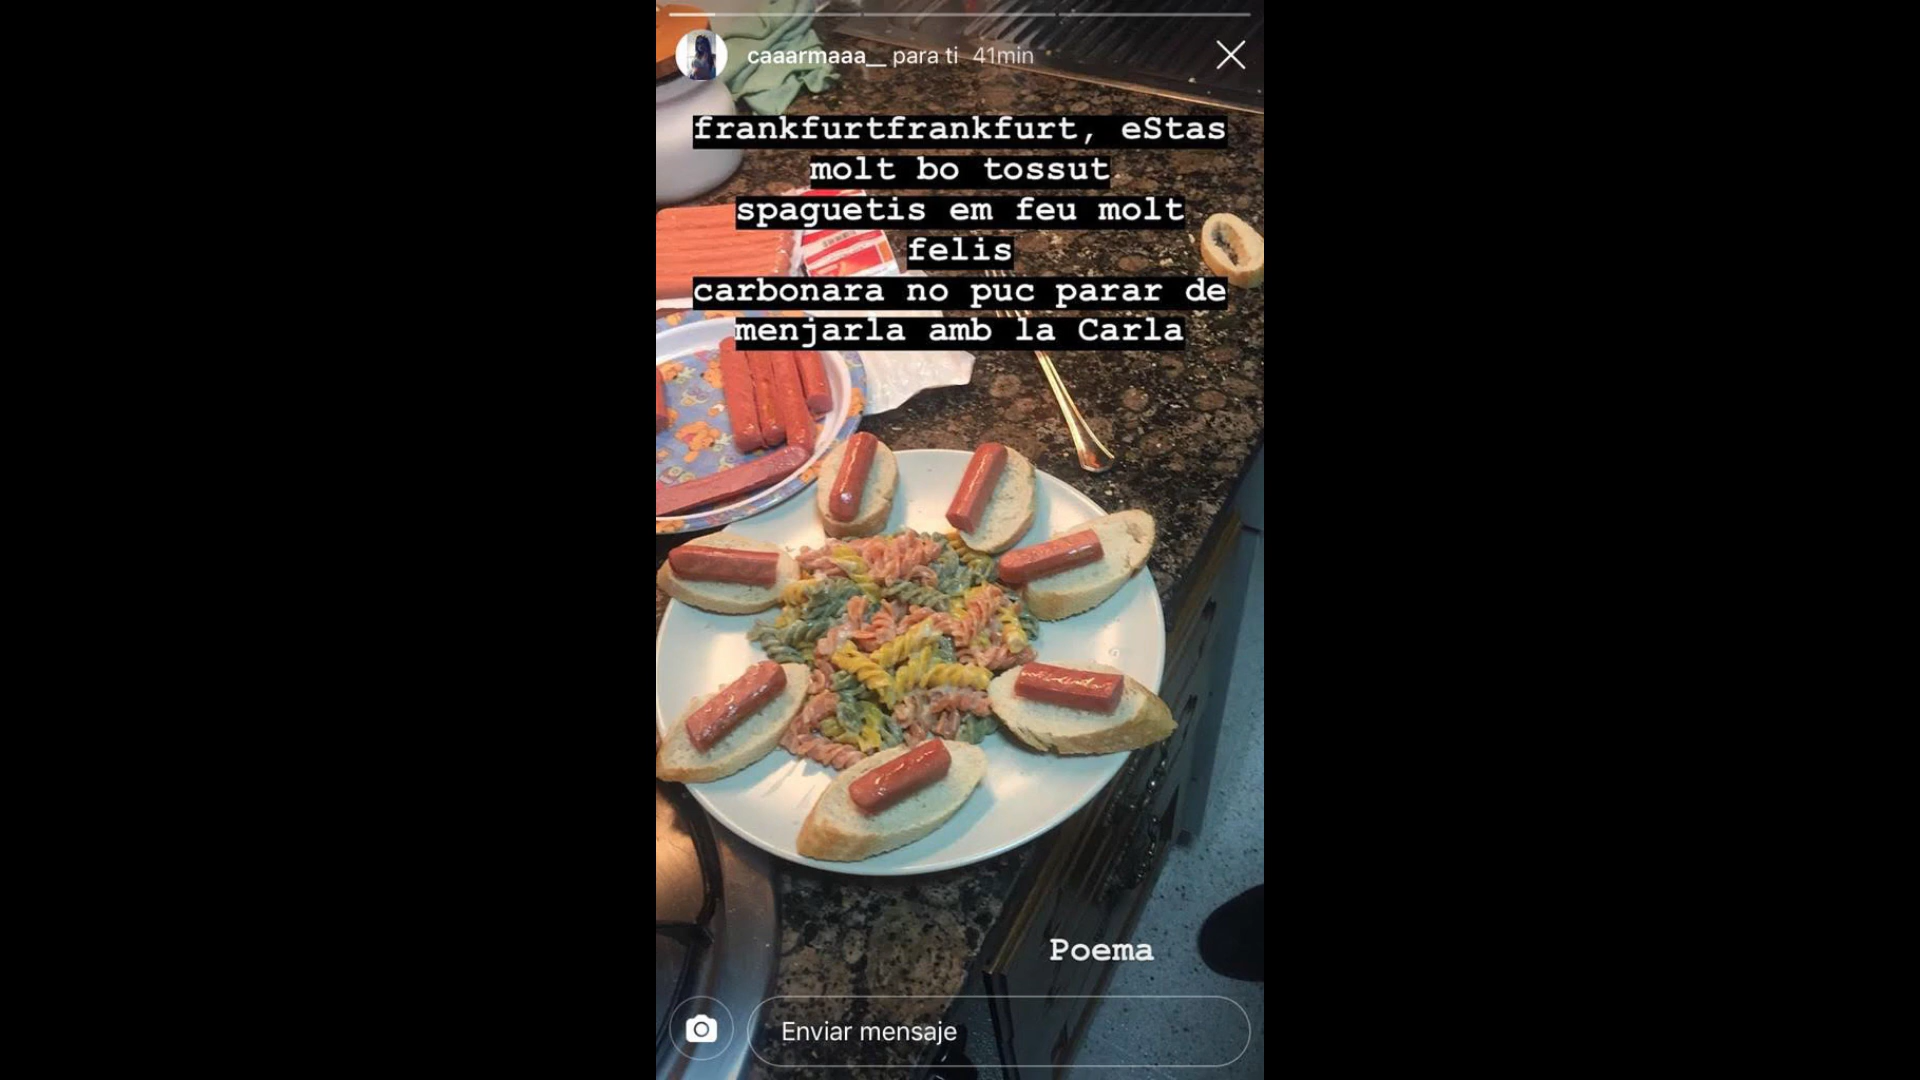 caaarmaaa__ para ti 41min
frankfurtfrankfurt, eStas
molt bo tossut
spaguetis em feu molt
felis
carbonara no puc parar de
menjarla amb la Carla
Poema
Enviar mensaje